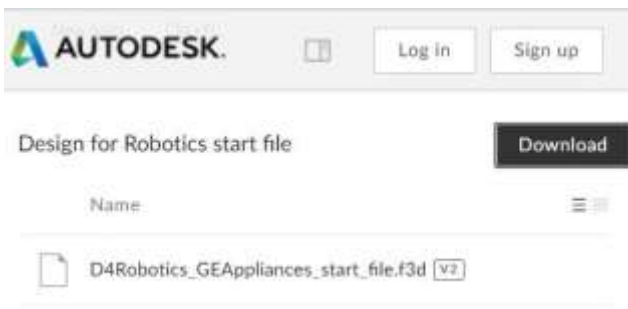 AUTODESK. Log in Sign up
Design for Robotics start file Download
Name
D4Robotics_GEAppliances_start_file.f3d V2